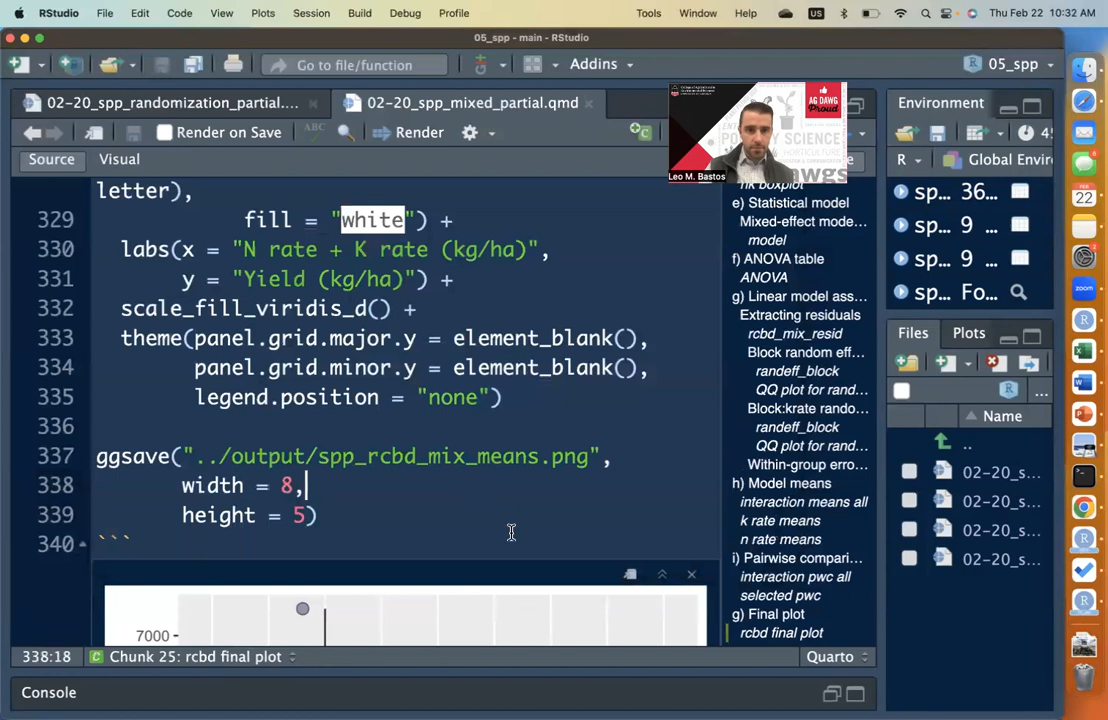 RStudio File Edit Code View Plots Session Build Debug Profile Tools Window Help US Thu Feb 22 10:32 AM
05_spp - main - RStudio
Go to file/function Addins 05_spp
02-20_spp_randomization_partial.... 02-20_spp_mixed_partial.qmd
Render on Save ABC Render
Source Visual
letter),
329 fill = "white") +
330 labs(x = "N rate + K rate (kg/ha)",
331 y = "Yield (kg/ha)") +
332 scale_fill_viridis_d() +
333 theme(panel.grid.major.y = element_blank(),
334 panel.grid.minor.y = element_blank(),
335 legend.position = "none")
336
337 ggsave("../output/spp_rcbd_mix_means.png",
338 width = 8,
339 height = 5)
340 ```
7000
338:18 Chunk 25: rcbd final plot Quarto
Console
AG DAWG
Proud
Leo M. Bastos
e) Statistical model
Mixed-effect mode...
model
f) ANOVA table
ANOVA
g) Linear model ass...
Extracting residuals
rcbd_mix_resid
Block random eff...
randeff_block
QQ plot for rand...
Block:krate rando...
randeff_block
QQ plot for rand...
Within-group erro...
h) Model means
interaction means all
k rate means
n rate means
i) Pairwise compari...
interaction pwc all
selected pwc
g) Final plot
rcbd final plot
Environment
R Global Enviro
sp 36
sp 9 ...
sp 9 ...
sp Fo...
Files Plots
Name
..
02-20_s...
02-20_s...
02-20_s...
02-20_s...
FEB
22
zoom